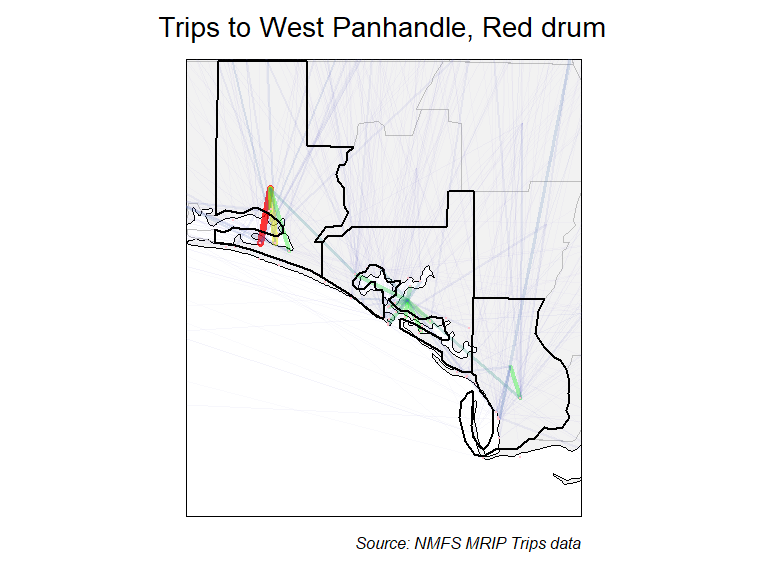 Trips to West Panhandle, Red drum
Source: NMFS MRIP Trips data